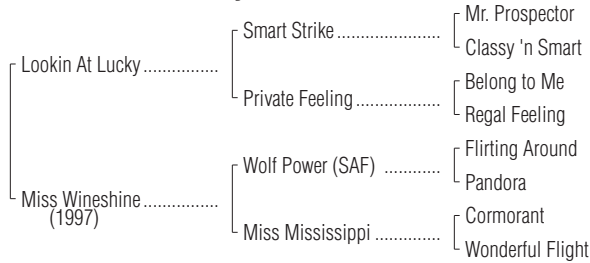 Mr. Prospector
Smart Strike ....................
Classy 'n Smart
Lookin At Lucky ...............
Belong to Me
Private Feeling .................
Regal Feeling
Flirting Around
Wolf Power (SAF) ............
Pandora
Miss Wineshine ...............
(1997)
Cormorant
Miss Mississippi ..............
Wonderful Flight